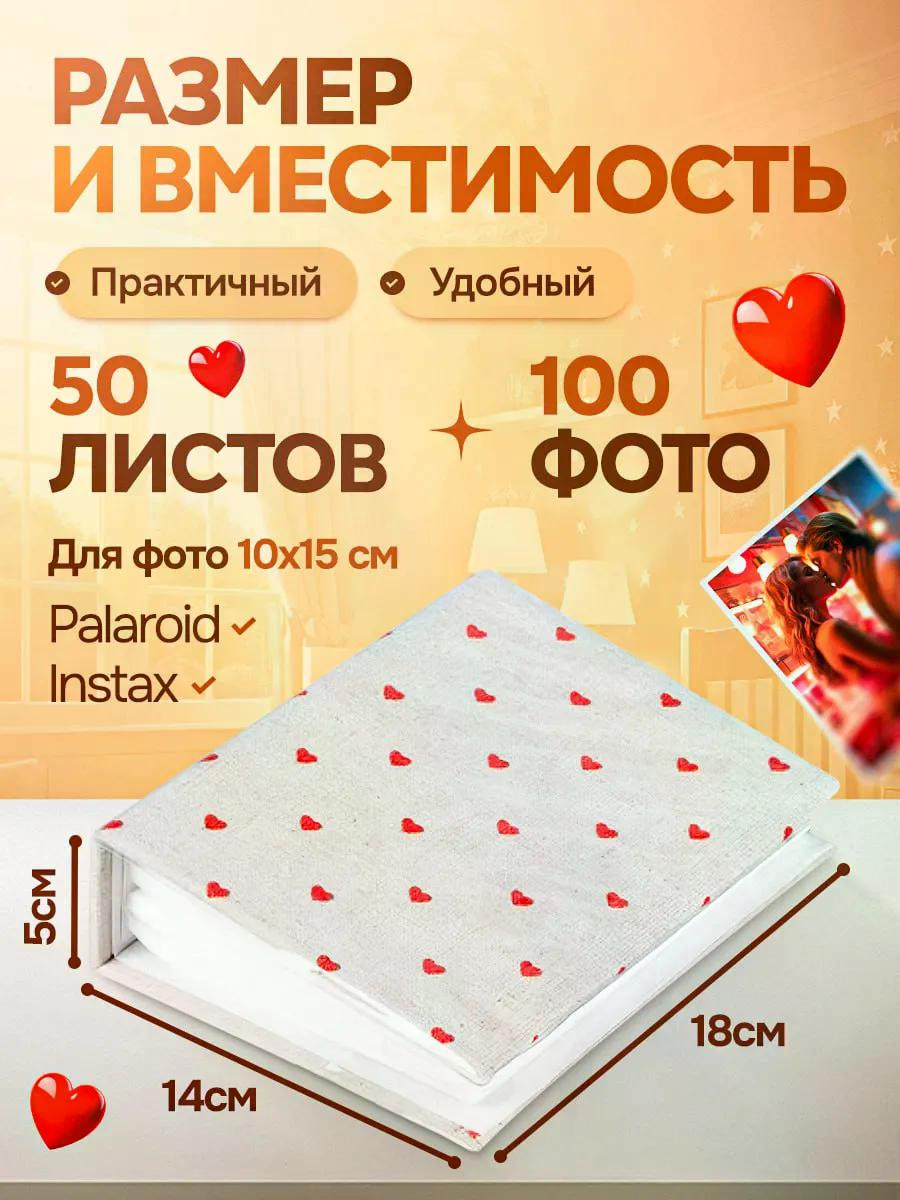 РАЗМЕР
И ВМЕСТИМОСТЬ
Практичный
Удобный
50
ЛИСТОВ
100
ФОТО
Для фото 10х15 см
Palaroid
Instax
5см
14см
18см